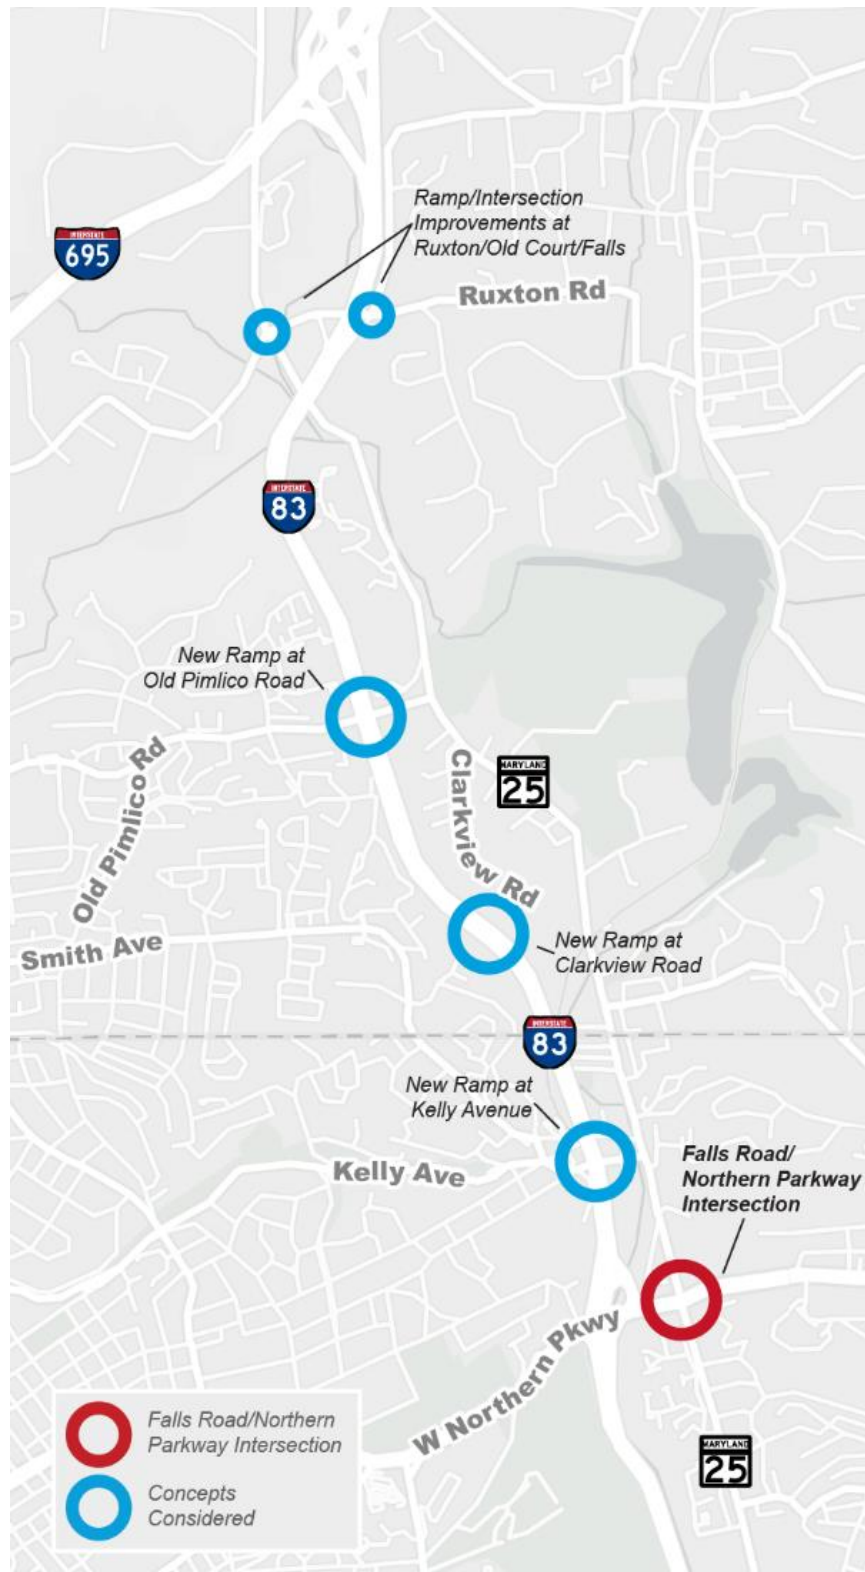 Ramp/Intersection
Improvements at
Ruxton/Old Court/Falls
INTERSTATE
695
Ruxton Rd
INTERSTATE
83
New Ramp at
Old Pimlico Road
MARYLAND
25
Clarkview Rd
Old Pimlico Rd
Smith Ave
New Ramp at
Clarkview Road
INTERSTATE
83
New Ramp at
Kelly Avenue
Kelly Ave
Falls Road/
Northern Parkway
Intersection
W Northern Pkwy
Falls Road/Northern
Parkway Intersection
Concepts
Considered
MARYLAND
25